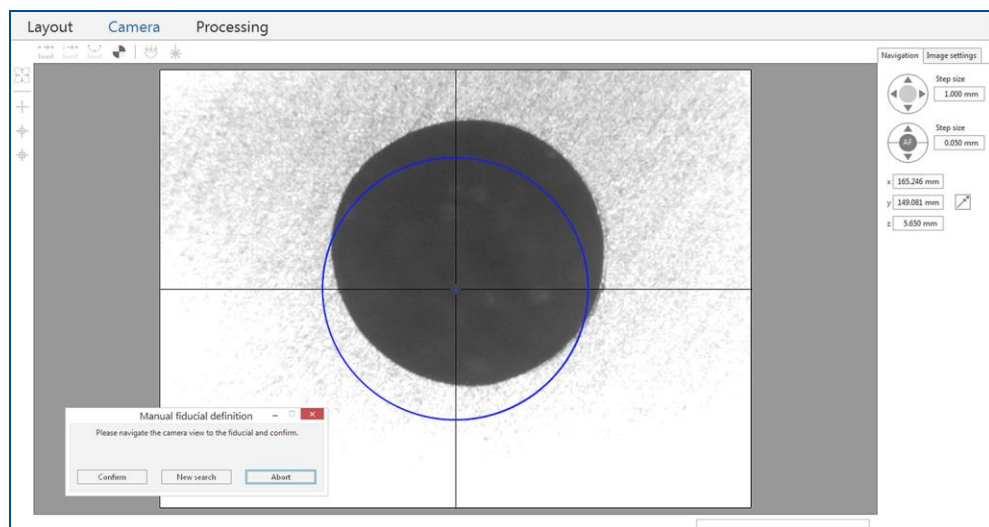 Layout Camera Processing
Navigation Image settings
Step size
1.000 mm
Step size
AF
0.050 mm
x 165.246 mm
y 149.081 mm
z 5.650 mm
Manual fiducial definition
Please navigate the camera view to the fiducial and confirm.
Confirm New search Abort